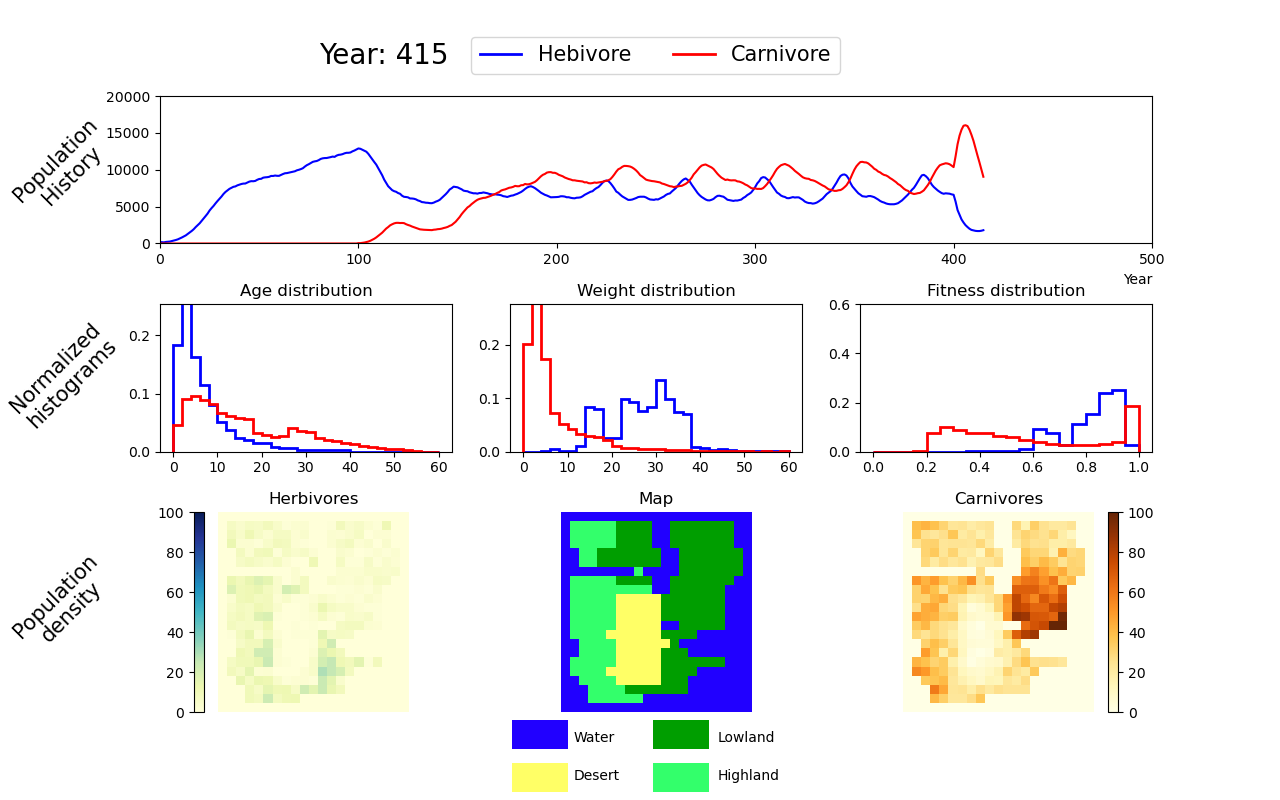 Year: 415
Hebivore
Carnivore
Population
History
20000
15000
10000
5000
0
0
100
200
300
400
500
Year
Normalized
histograms
Age distribution
0.2
0.1
0.0
0
10
20
30
40
50
60
Weight distribution
0.2
0.1
0.0
0
10
20
30
40
50
60
Fitness distribution
0.6
0.4
0.2
0.0
0.0
0.2
0.4
0.6
0.8
1.0
Population
density
Herbivores
100
80
60
40
20
0
Map
Carnivores
100
80
60
40
20
0
Water
Lowland
Desert
Highland